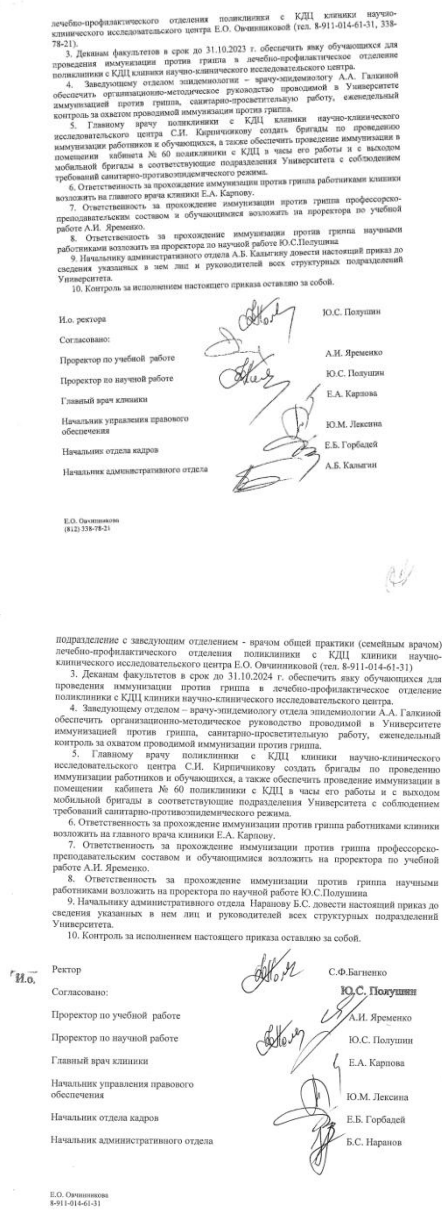 лечебно-профилактического отделения поликлиники с КДЦ клиники научно-
клинического исследовательского центра Е.О. Овчинниковой (тел. 8-911-014-61-31, 338-
78-21).
3. Деканам факультетов в срок до 31.10.2023 г. обеспечить явку обучающихся для
проведения иммунизации против гриппа в лечебно-профилактическое отделение
поликлиники с КДЦ клиники научно-клинического исследовательского центра.
4. Заведующему отделом эпидемиологии – врачу-эпидемиологу А.А. Галкиной
обеспечить организационно-методическое руководство проводимой в Университете
иммунизацией против гриппа, санитарно-просветительную работу, еженедельный
контроль за охватом проводимой иммунизации против гриппа.
5. Главному врачу поликлиники с КДЦ клиники научно-клинического
исследовательского центра С.И. Кирпичникову создать бригады по проведению
иммунизации работников и обучающихся, а также обеспечить проведение иммунизации в
помещении кабинета № 60 поликлиники с КДЦ в часы его работы и с выходом
мобильной бригады в соответствующие подразделения Университета с соблюдением
требований санитарно-противоэпидемического режима.
6. Ответственность за прохождение иммунизации против гриппа работниками клиники
возложить на главного врача клиники Е.А. Карпову.
7. Ответственность за прохождение иммунизации против гриппа профессорско-
преподавательским составом и обучающимися возложить на проректора по учебной
работе А.И. Яременко.
8. Ответственность за прохождение иммунизации против гриппа научными
работниками возложить на проректора по научной работе Ю.С.Полушина
9. Начальнику административного отдела А.Б. Калыгину довести настоящий приказ до
сведения указанных в нем лиц и руководителей всех структурных подразделений
Университета.
10. Контроль за исполнением настоящего приказа оставляю за собой.
И.о. ректора Ю.С. Полушин
Согласовано:
Проректор по учебной работе А.И. Яременко
Проректор по научной работе Ю.С. Полушин
Главный врач клиники Е.А. Карпова
Начальник управления правового
обеспечения Ю.М. Лексина
Начальник отдела кадров Е.Б. Горбадей
Начальник административного отдела А.Б. Калыгин
Е.О. Овчинникова
(812) 338-78-21
подразделение с заведующим отделением - врачом общей практики (семейным врачом)
лечебно-профилактического отделения поликлиники с КДЦ клиники научно-
клинического исследовательского центра Е.О. Овчинниковой (тел. 8-911-014-61-31)
3. Деканам факультетов в срок до 31.10.2024 г. обеспечить явку обучающихся для
проведения иммунизации против гриппа в лечебно-профилактическое отделение
поликлиники с КДЦ клиники научно-клинического исследовательского центра.
4. Заведующему отделом – врачу-эпидемиологу отдела эпидемиологии А.А. Галкиной
обеспечить организационно-методическое руководство проводимой в Университете
иммунизацией против гриппа, санитарно-просветительную работу, еженедельный
контроль за охватом проводимой иммунизации против гриппа.
5. Главному врачу поликлиники с КДЦ клиники научно-клинического
исследовательского центра С.И. Кирпичникову создать бригады по проведению
иммунизации работников и обучающихся, а также обеспечить проведение иммунизации в
помещении кабинета № 60 поликлиники с КДЦ в часы его работы и с выходом
мобильной бригады в соответствующие подразделения Университета с соблюдением
требований санитарно-противоэпидемического режима.
6. Ответственность за прохождение иммунизации против гриппа работниками клиники
возложить на главного врача клиники Е.А. Карпову.
7. Ответственность за прохождение иммунизации против гриппа профессорско-
преподавательским составом и обучающимися возложить на проректора по учебной
работе А.И. Яременко.
8. Ответственность за прохождение иммунизации против гриппа научными
работниками возложить на проректора по научной работе Ю.С.Полушина
9. Начальнику административного отдела Наранову Б.С. довести настоящий приказ до
сведения указанных в нем лиц и руководителей всех структурных подразделений
Университета.
10. Контроль за исполнением настоящего приказа оставляю за собой.
И.о. Ректор С.Ф.Багненко
Согласовано: Ю.С. Полушин
Проректор по учебной работе А.И. Яременко
Проректор по научной работе Ю.С. Полушин
Главный врач клиники Е.А. Карпова
Начальник управления правового
обеспечения Ю.М. Лексина
Начальник отдела кадров Е.Б. Горбадей
Начальник административного отдела Б.С. Наранов
Е.О. Овчинникова
8-911-014-61-31